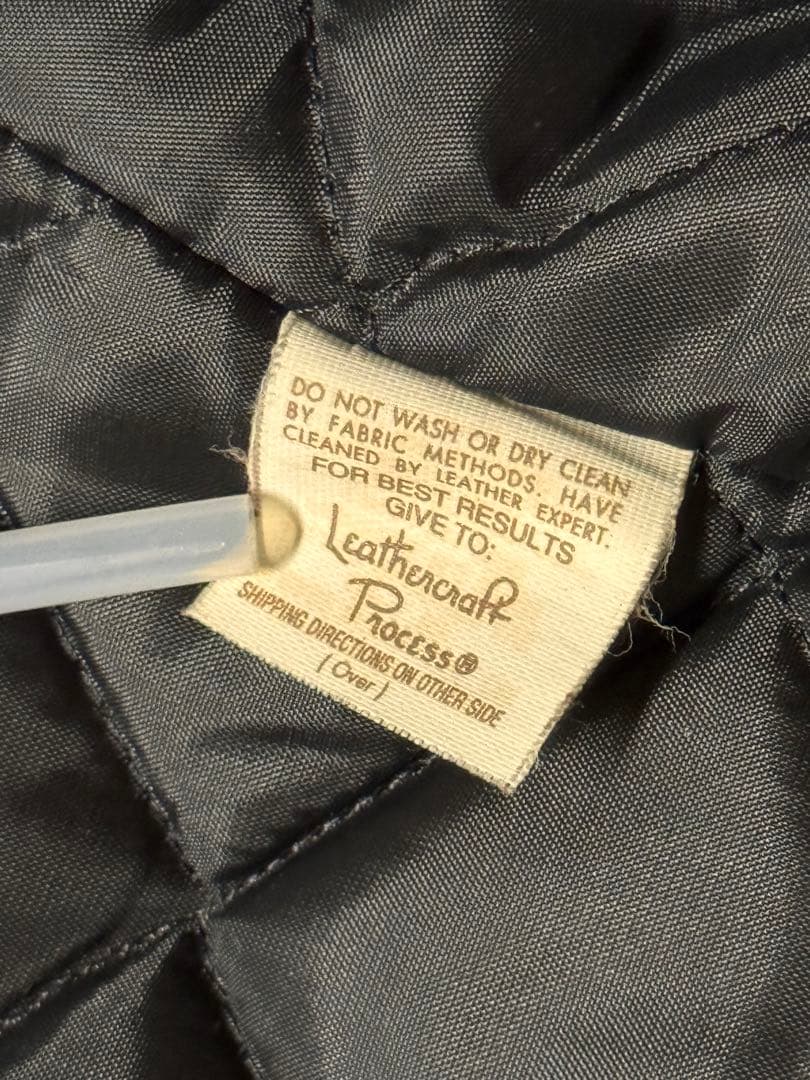 DO NOT WASH OR DRY CLEAN
BY FABRIC METHODS. HAVE
CLEANED BY LEATHER EXPERT.
FOR BEST RESULTS
GIVE TO:
Leathercraft
Process®
SHIPPING DIRECTIONS ON OTHER SIDE
(Over)